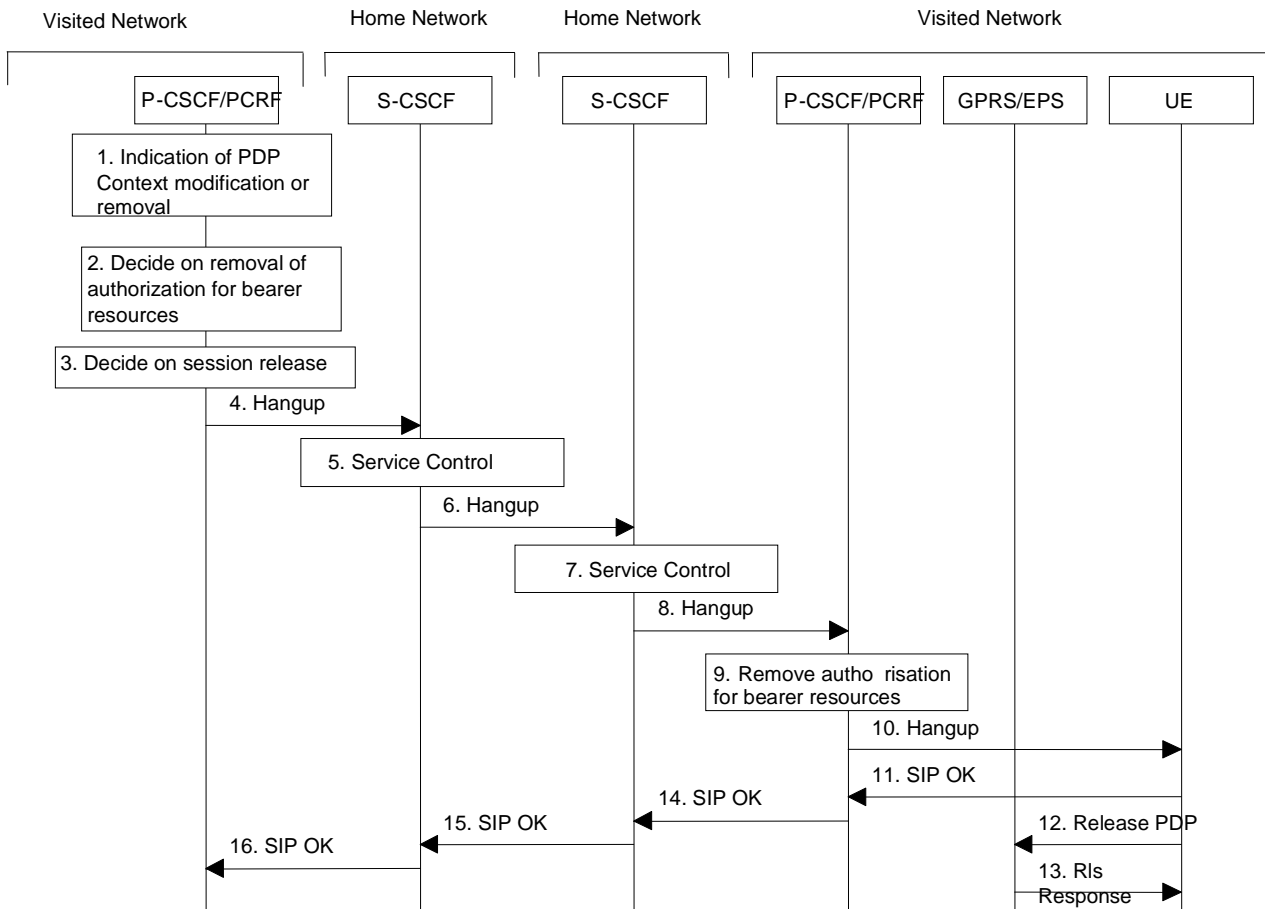 Visited Network
Home Network
Home Network
Visited Network
P-CSCF/PCRF
S-CSCF
S-CSCF
P-CSCF/PCRF
GPRS/EPS
UE
1. Indication of PDP
Context modification or
removal
2. Decide on removal of
authorization for bearer
resources
3. Decide on session release
4. Hangup
5. Service Control
6. Hangup
7. Service Control
8. Hangup
9. Remove autho risation
for bearer resources
10. Hangup
11. SIP OK
14. SIP OK
15. SIP OK
12. Release PDP
16. SIP OK
13. Rls
Response